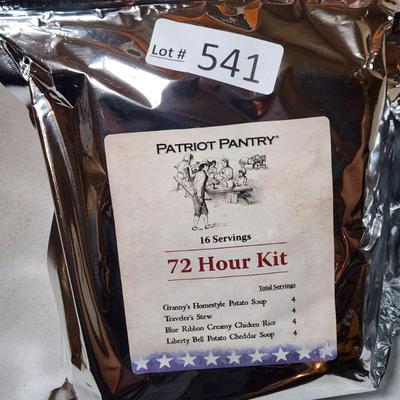 Lot # 541
PATRIOT PANTRY®
16 Servings
72 Hour Kit
Total Servings
Granny's Homestyle Potato Soup 4
Traveler's Stew 4
Blue Ribbon Creamy Chicken Rice 4
Liberty Bell Potato Cheddar Soup 4